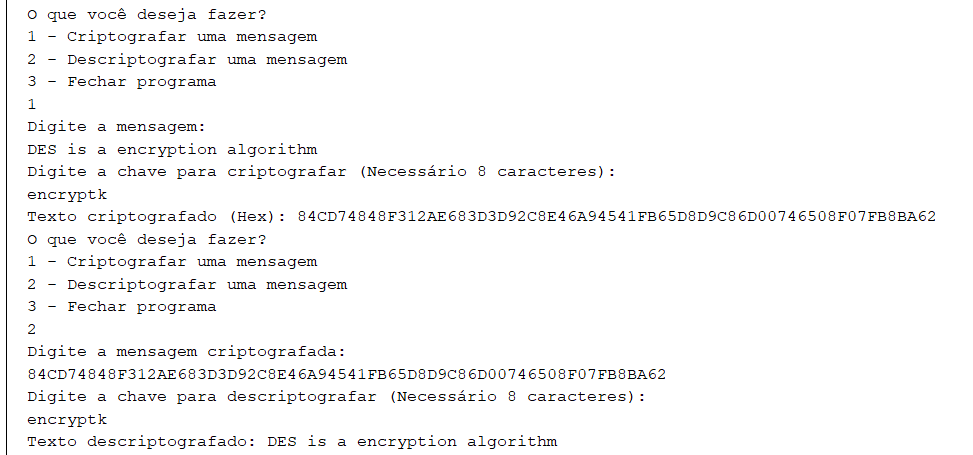 O que você deseja fazer?
1 - Criptografar uma mensagem
2 - Descriptografar uma mensagem
3 - Fechar programa
1
Digite a mensagem:
DES is a encryption algorithm
Digite a chave para criptografar (Necessário 8 caracteres):
encryptk
Texto criptografado (Hex): 84CD74848F312AE683D3D92C8E46A94541FB65D8D9C86D00746508F07FB8BA62
O que você deseja fazer?
1 - Criptografar uma mensagem
2 - Descriptografar uma mensagem
3 - Fechar programa
2
Digite a mensagem criptografada:
84CD74848F312AE683D3D92C8E46A94541FB65D8D9C86D00746508F07FB8BA62
Digite a chave para descriptografar (Necessário 8 caracteres):
encryptk
Texto descriptografado: DES is a encryption algorithm